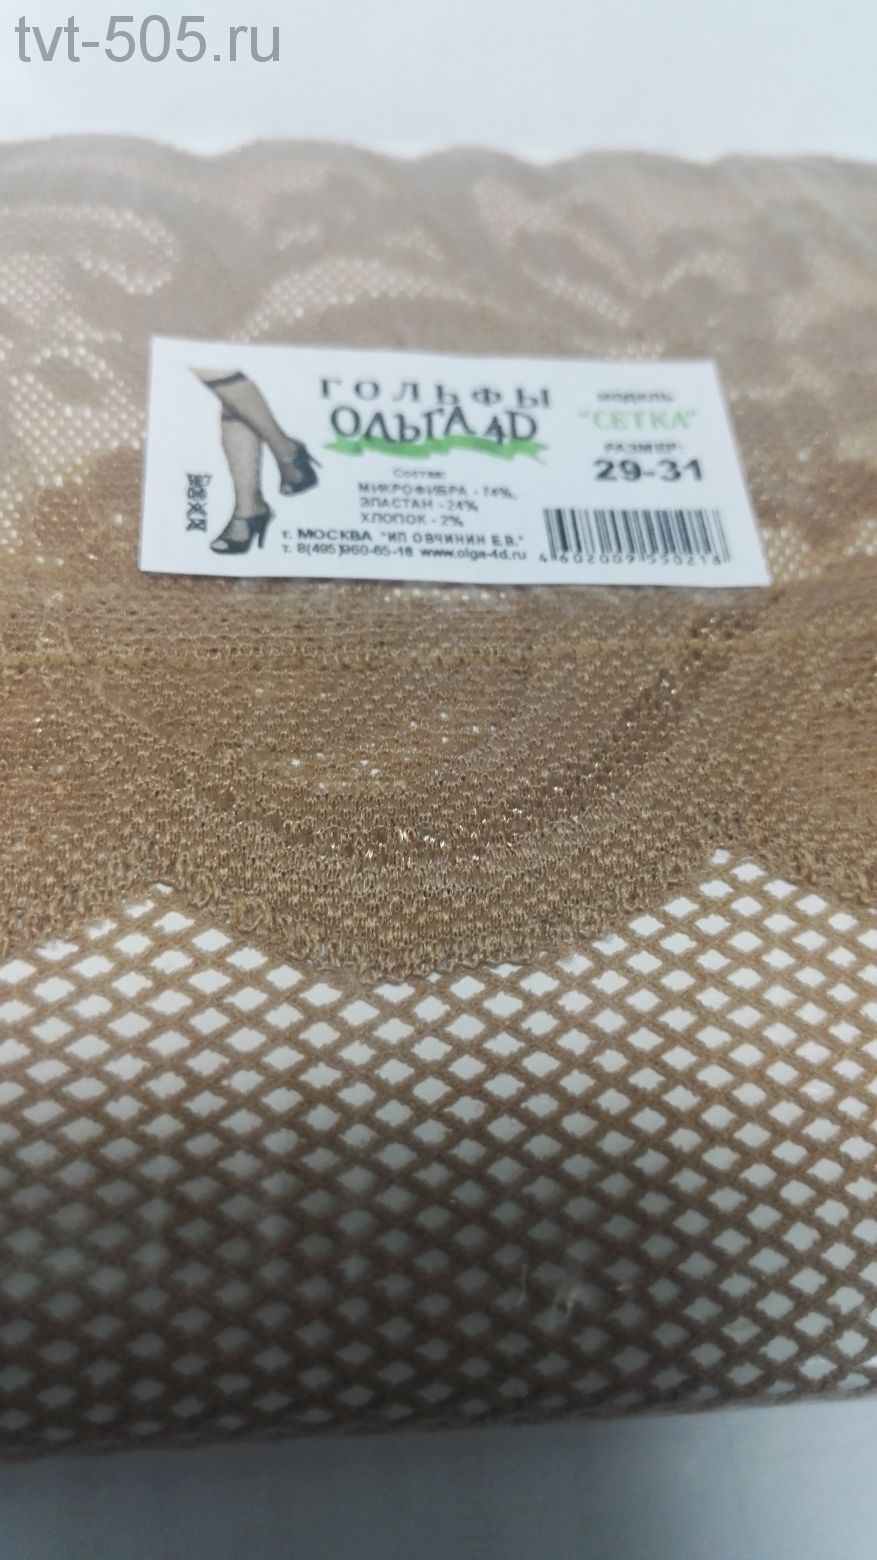 tvt-505.ru
ГОЛЬФЫ
ОЛЬГА 4D
модель
"СЕТКА"
РАЗМЕР:
29-31
Состав:
МИКРОФИБРА - 74%,
ЭЛАСТАН - 24%
ХЛОПОК - 2%
г. МОСКВА "ИП ОВЧИНИН Е.В."
т. 8(495)960-65-18 www.olga-4d.ru
4602009550218